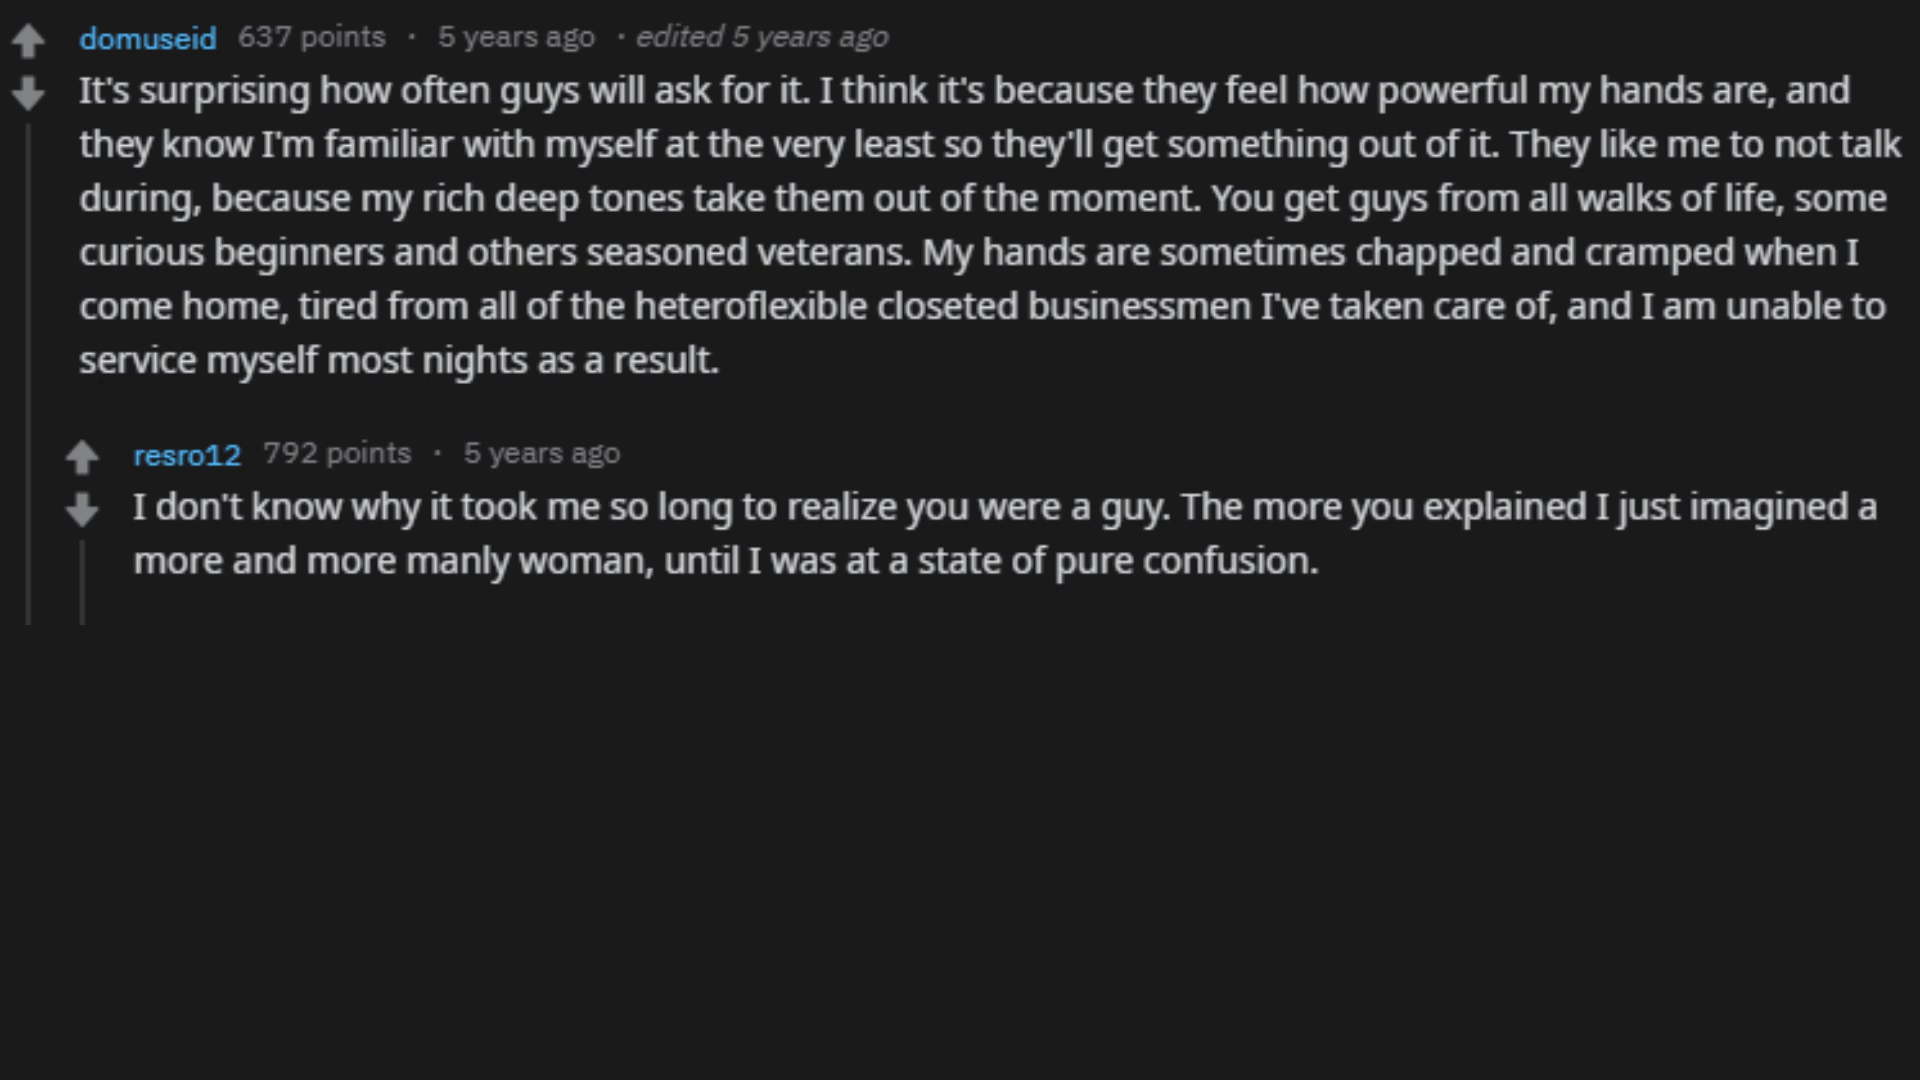 domuseid 637 points · 5 years ago · edited 5 years ago
It's surprising how often guys will ask for it. I think it's because they feel how powerful my hands are, and
they know I'm familiar with myself at the very least so they'll get something out of it. They like me to not talk
during, because my rich deep tones take them out of the moment. You get guys from all walks of life, some
curious beginners and others seasoned veterans. My hands are sometimes chapped and cramped when I
come home, tired from all of the heteroflexible closeted businessmen I've taken care of, and I am unable to
service myself most nights as a result.
resro12 792 points · 5 years ago
I don't know why it took me so long to realize you were a guy. The more you explained I just imagined a
more and more manly woman, until I was at a state of pure confusion.